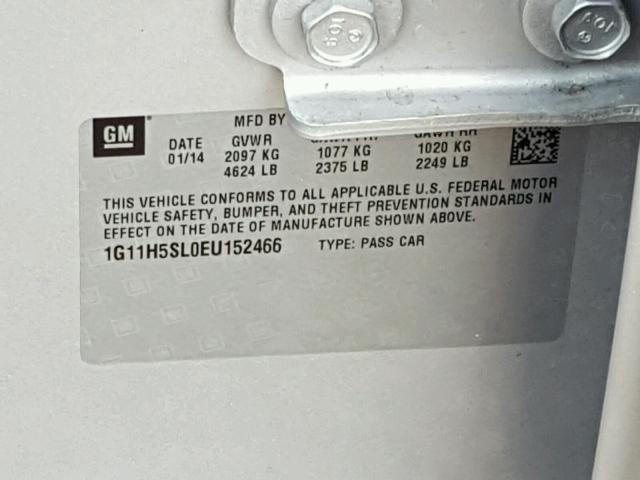 GM
MFD BY
DATE GVWR GAWR RR
01/14 2097 KG 1077 KG 1020 KG
4624 LB 2375 LB 2249 LB
THIS VEHICLE CONFORMS TO ALL APPLICABLE U.S. FEDERAL MOTOR
VEHICLE SAFETY, BUMPER, AND THEFT PREVENTION STANDARDS IN
EFFECT ON THE DATE OF MANUFACTURE SHOWN ABOVE.
1G11H5SL0EU152466 TYPE: PASS CAR